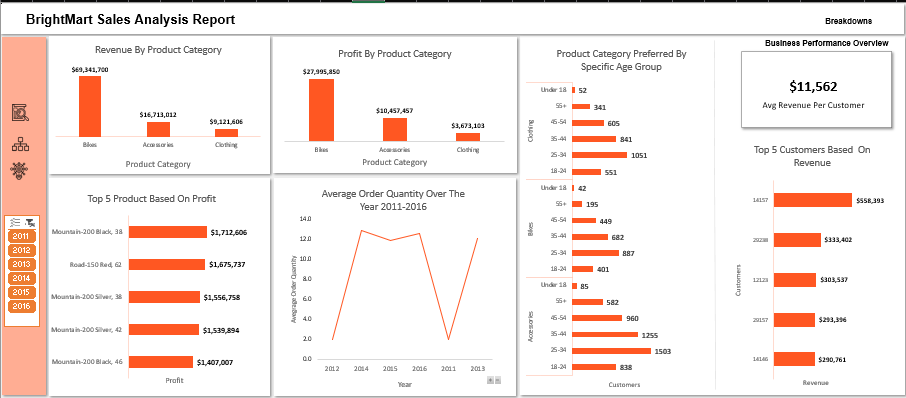 BrightMart Sales Analysis Report
Breakdowns
Business Performance Overview
Revenue By Product Category
$69,341,700
$16,713,012
$9,121,606
Bikes
Accessories
Clothing
Product Category
Profit By Product Category
$27,995,850
$10,457,457
$3,673,103
Bikes
Accessories
Clothing
Product Category
Product Category Preferred By
Specific Age Group
Clothing
Under 18 52
55+ 341
45-54 605
35-44 841
25-34 1051
18-24 551
Bikes
Under 18 42
55+ 195
45-54 449
35-44 682
25-34 887
18-24 401
Accessories
Under 18 85
55+ 582
45-54 960
35-44 1255
25-34 1503
18-24 838
Customers
$11,562
Avg Revenue Per Customer
Top 5 Customers Based On
Revenue
Customers
14157 $558,393
$333,402
12123 $303,537
20157 $293,396
14146 $290,761
Revenue
2011
2012
2013
2014
2015
2016
Top 5 Product Based On Profit
Mountain-200 Black, 38 $1,712,606
Road-150 Red, 62 $1,675,737
Mountain-200 Silver, 38 $1,556,758
Mountain-200 Silver, 42 $1,539,894
Mountain-200 Black, 46 $1,407,007
Profit
Average Order Quantity Over The
Year 2011-2016
Avegrage Order Quantity
14.0
12.0
10.0
8.0
6.0
4.0
2.0
0.0
2012
2014
2015
2016
2011
2013
Year